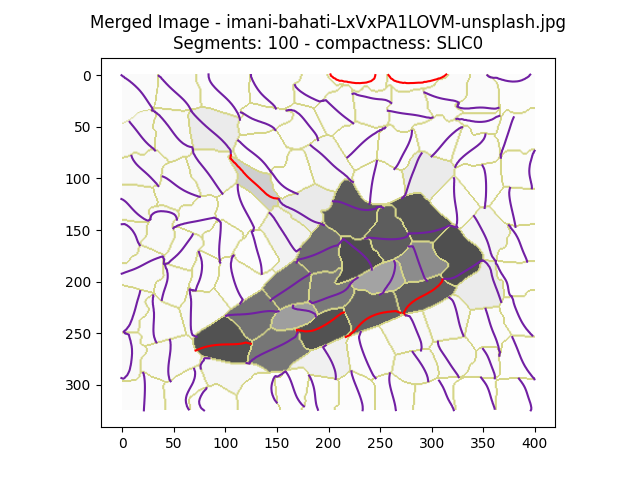 Merged Image - imani-bahati-LxVxPA1LOVM-unsplash.jpg
Segments: 100 - compactness: SLIC0
0
50
100
150
200
250
300
0 50 100 150 200 250 300 350 400